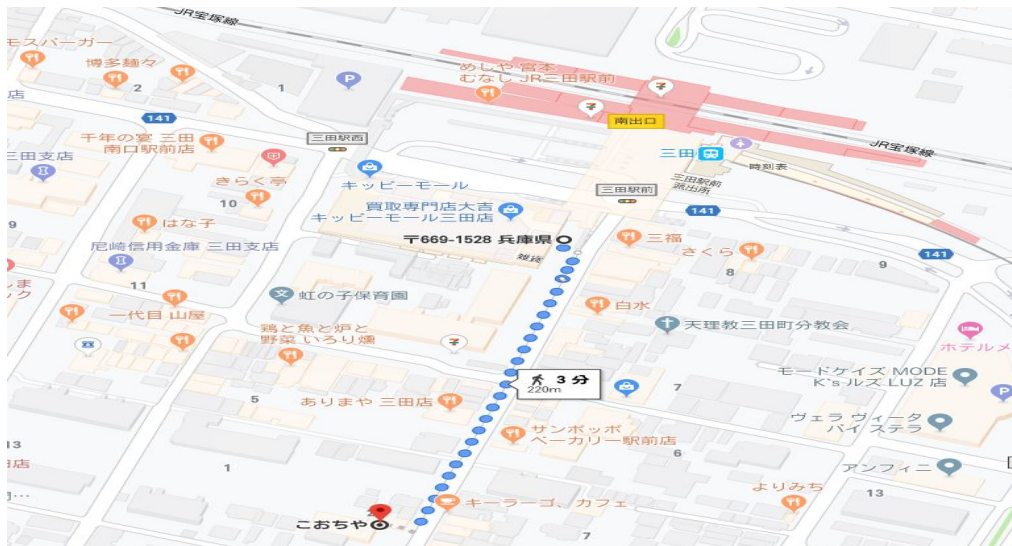 JR宝塚線
モスバーガー
博多麺々
2
1
P
めしや 宮本
むなし JR三田駅前
南出口
JR宝塚線
店
141
三田駅西
千年の宴 三田
南口駅前店
三田
時刻表
三田駅前
派出所
三田支店
きらく亭
キッピーモール
三田駅前
10
買取専門店大吉
キッピーモール三田店
141
9
はな子
〒669-1528 兵庫県
三福
さくら
141
尼崎信用金庫 三田支店
雑貨
8
9
11
ック
虹の子保育園
白水
一代目 山屋
鶏と魚と炉と
野菜 いろり燻
天理教三田町分教会
ホテルメ
3 分
220m
モードケイズ MODE
K's ルズ LUZ 店
7
P
5
ありまや 三田店
ヴェラ ヴィータ
バイ ステラ
サンポッポ
ベーカリー駅前店
13
6
店
1
アンフィニ
キーラーゴ、カフェ
よりみち
13
こおちや
7